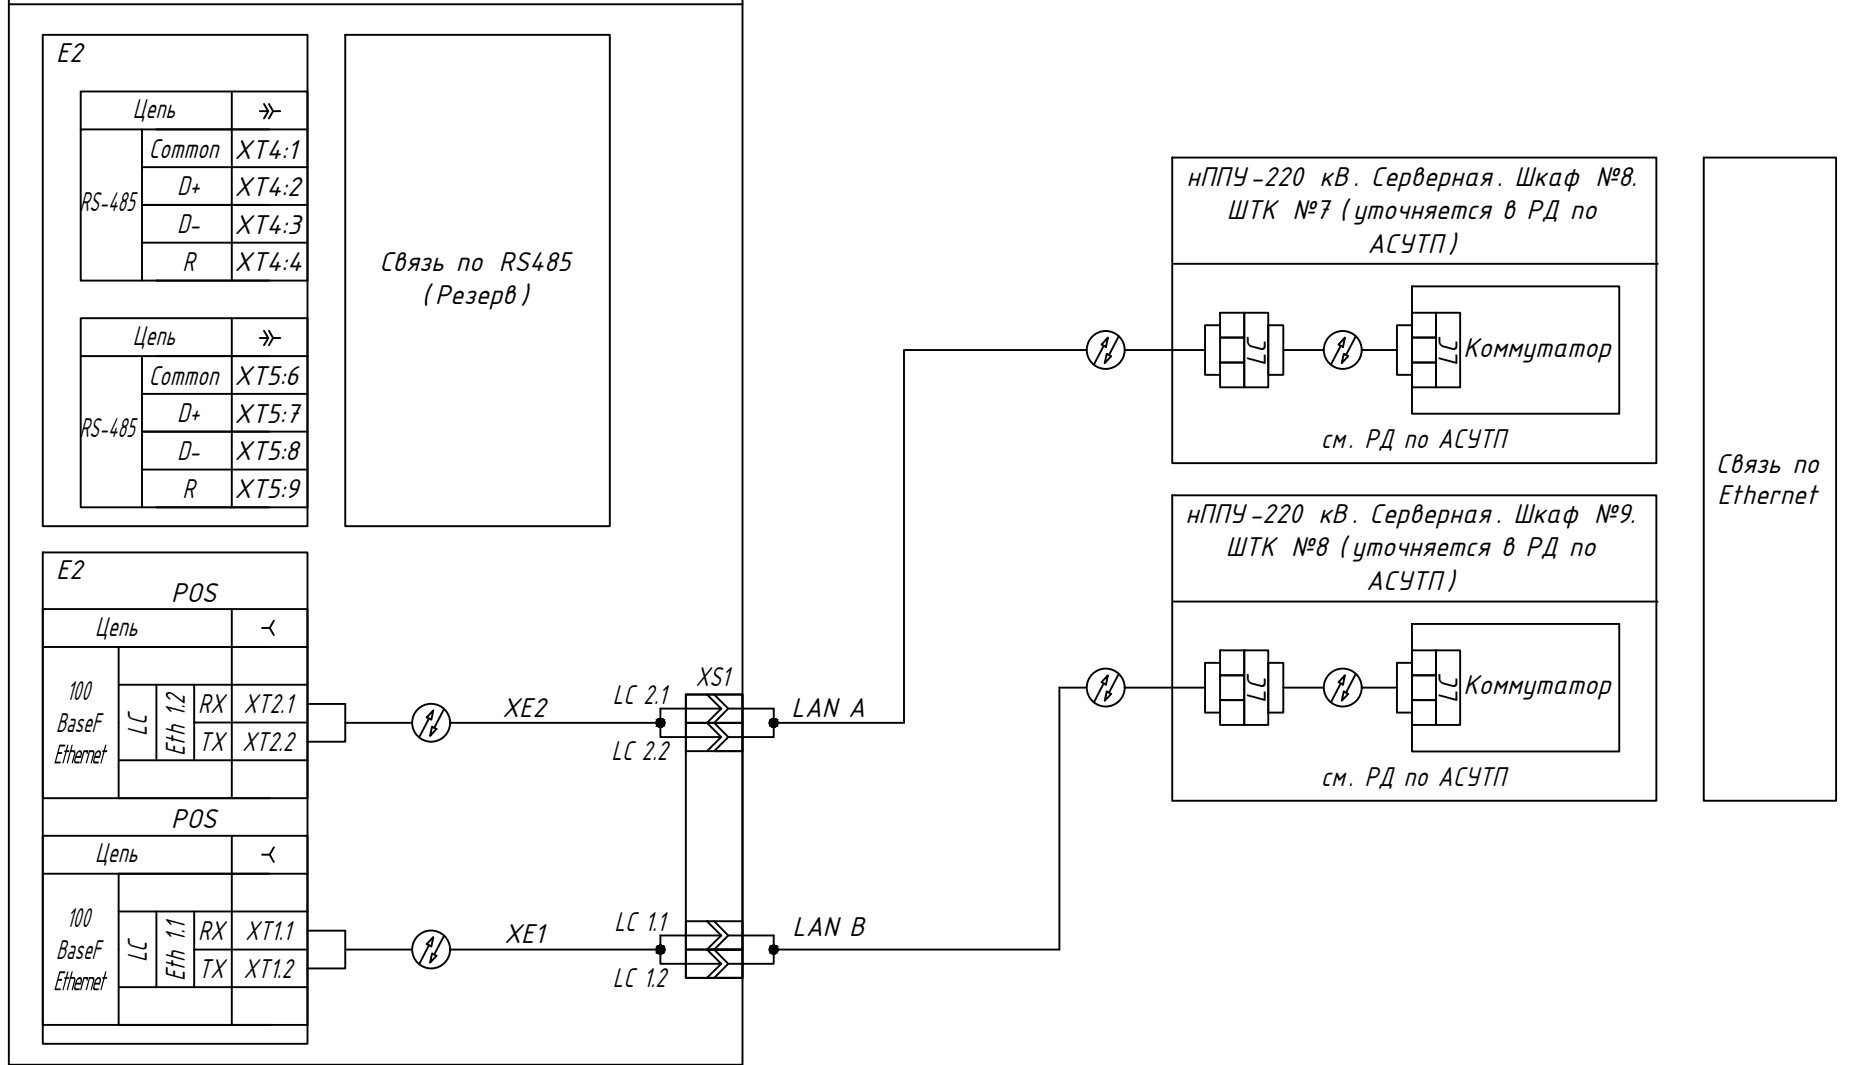 E2
Цепь
RS-485
Common XT4:1
D+ XT4:2
D- XT4:3
R XT4:4
Цепь
RS-485
Common XT5:6
D+ XT5:7
D- XT5:8
R XT5:9
Связь по RS485
(Резерв)
E2
POS
Цепь
100
BaseF
Ethernet
LC
Eth 1.2
RX XT2.1
TX XT2.2
POS
Цепь
100
BaseF
Ethernet
LC
Eth 1.1
RX XT1.1
TX XT1.2
XE2
LC 2.1
LC 2.2
XS1
LAN A
XE1
LC 1.1
LC 1.2
LAN B
нППУ-220 кВ. Серверная. Шкаф №8.
ШТК №7 (уточняется в РД по
АСУТП)
LC
LC
Коммутатор
см. РД по АСУТП
нППУ-220 кВ. Серверная. Шкаф №9.
ШТК №8 (уточняется в РД по
АСУТП)
LC
LC
Коммутатор
см. РД по АСУТП
Связь по
Ethernet